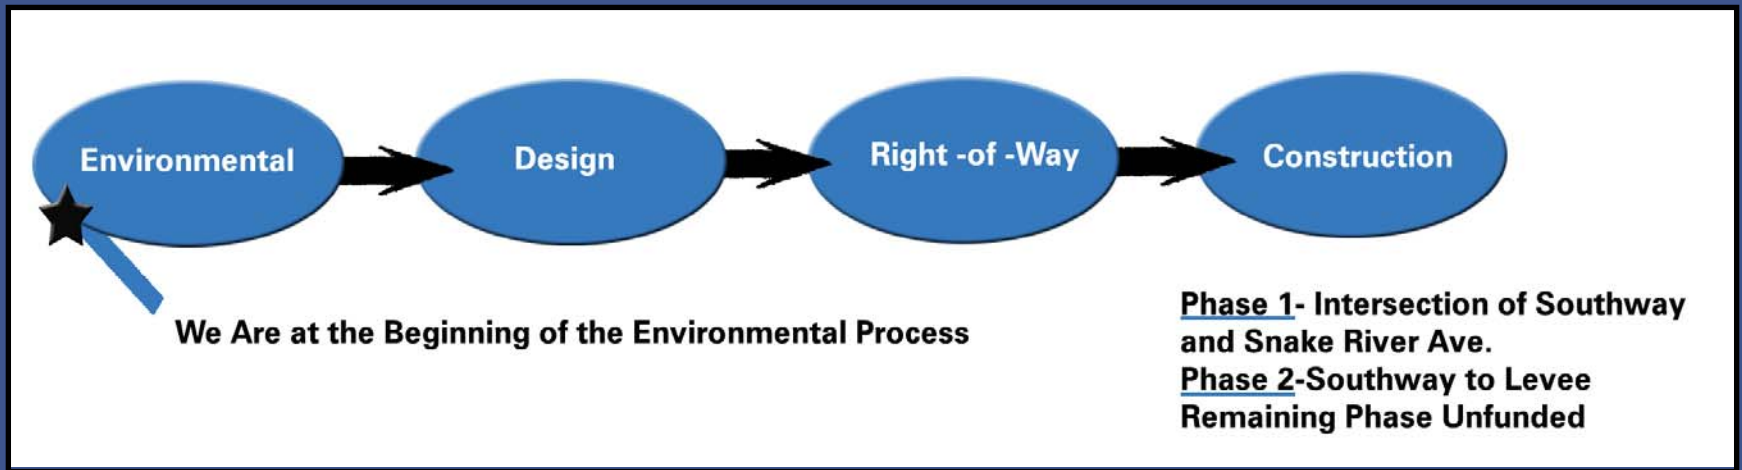 Environmental
Design
Right -of -Way
Construction
We Are at the Beginning of the Environmental Process
Phase 1- Intersection of Southway
and Snake River Ave.
Phase 2-Southway to Levee
Remaining Phase Unfunded